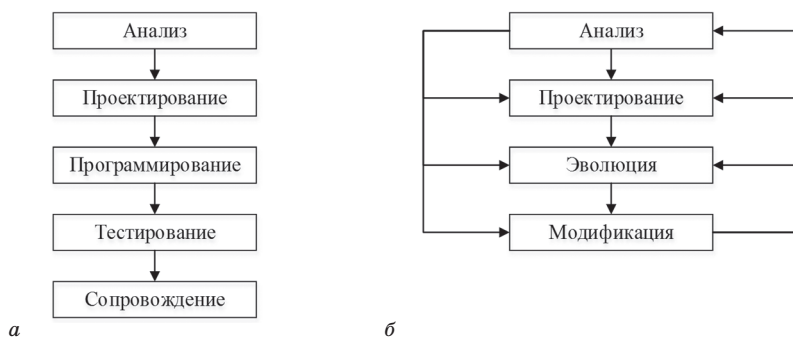 Анализ
Проектирование
Программирование
Тестирование
Сопровождение
а
Анализ
Проектирование
Эволюция
Модификация
б